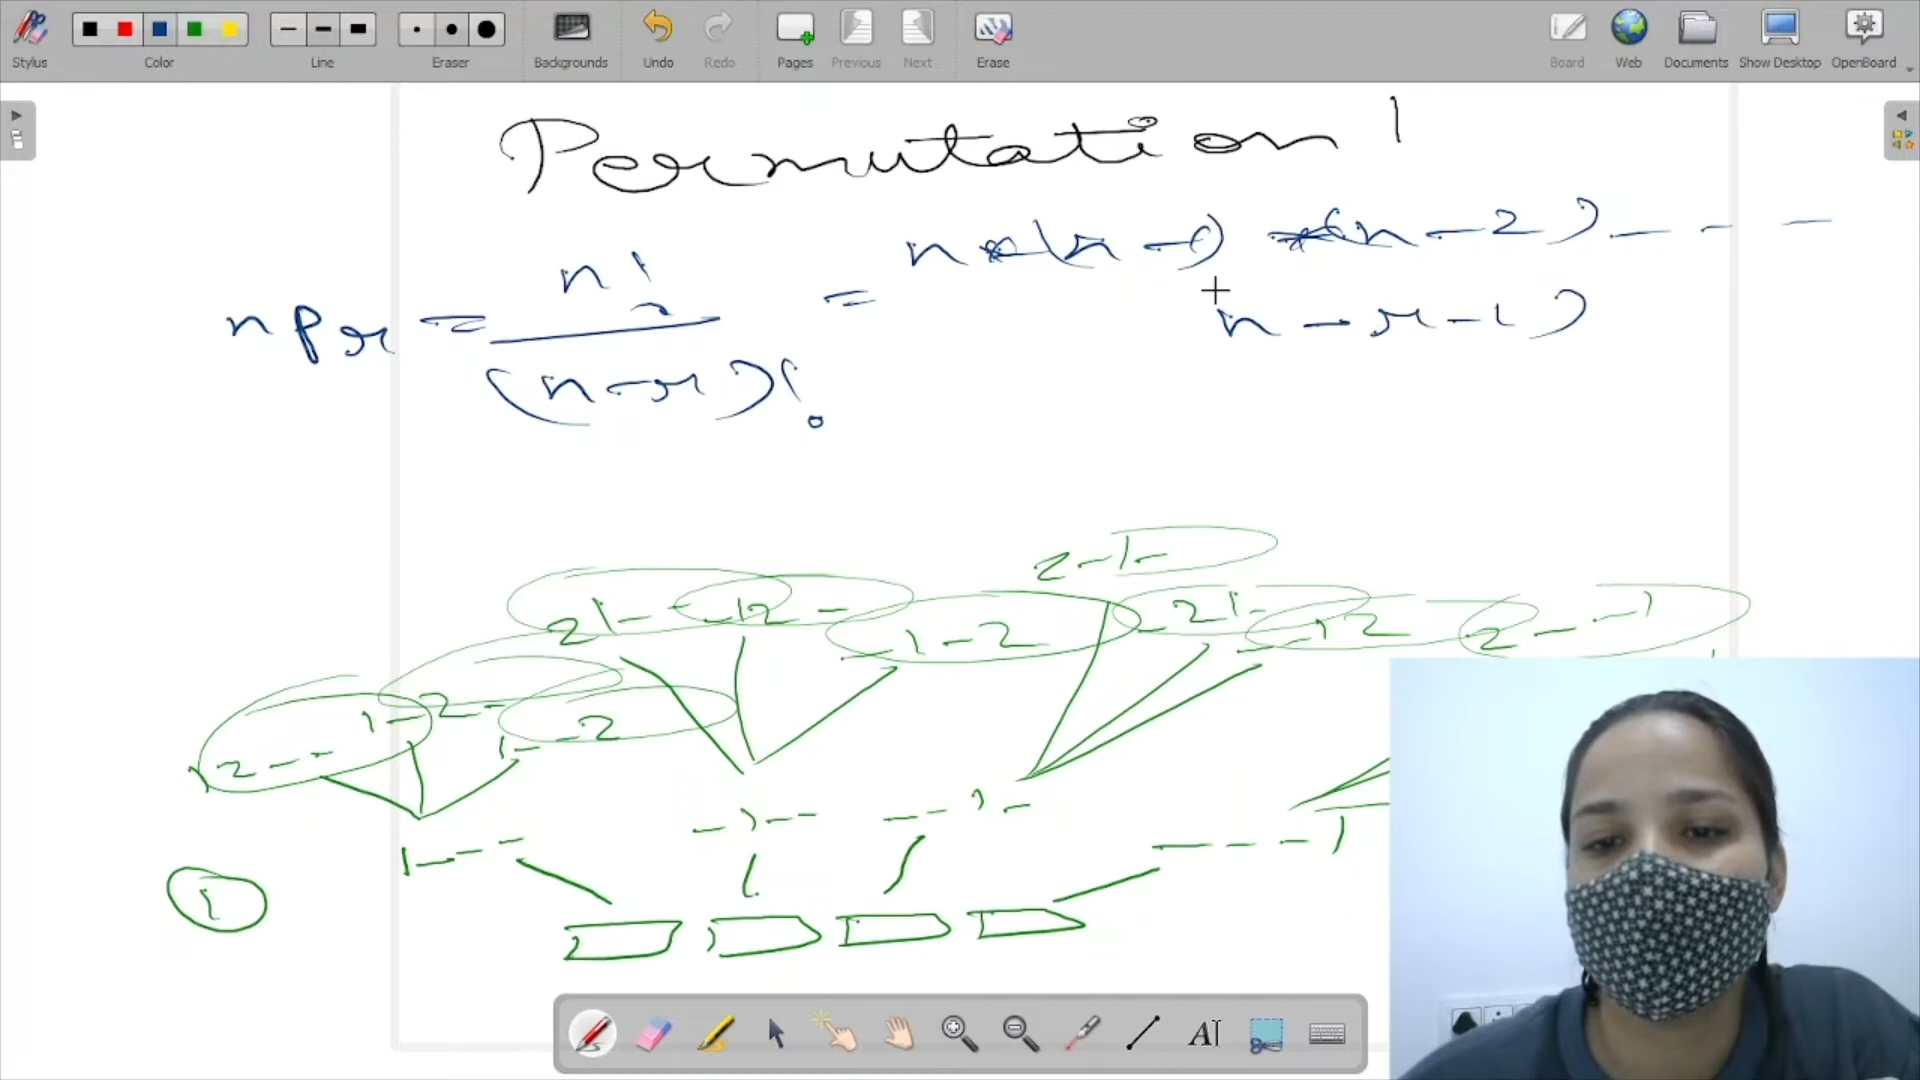 Stylus Color Line Eraser Backgrounds Undo Redo Pages Previous Next Erase Board Web Documents Show Desktop OpenBoard
Permutation 1
nPr = n! / (n-r)! = n*(n-1) *(n-2) _ - - -
n-r-1)
2-1-
21-- -12- -1-2 -21- --12 2--1
1-2- 1--2 12--
1--- -1-- --1- ---1
1